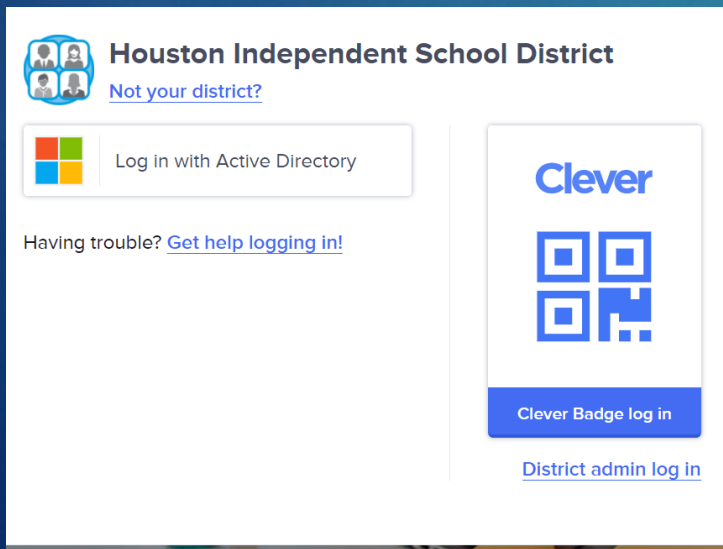 Houston Independent School District
Not your district?
Log in with Active Directory
Having trouble? Get help logging in!
Clever
Clever Badge log in
District admin log in